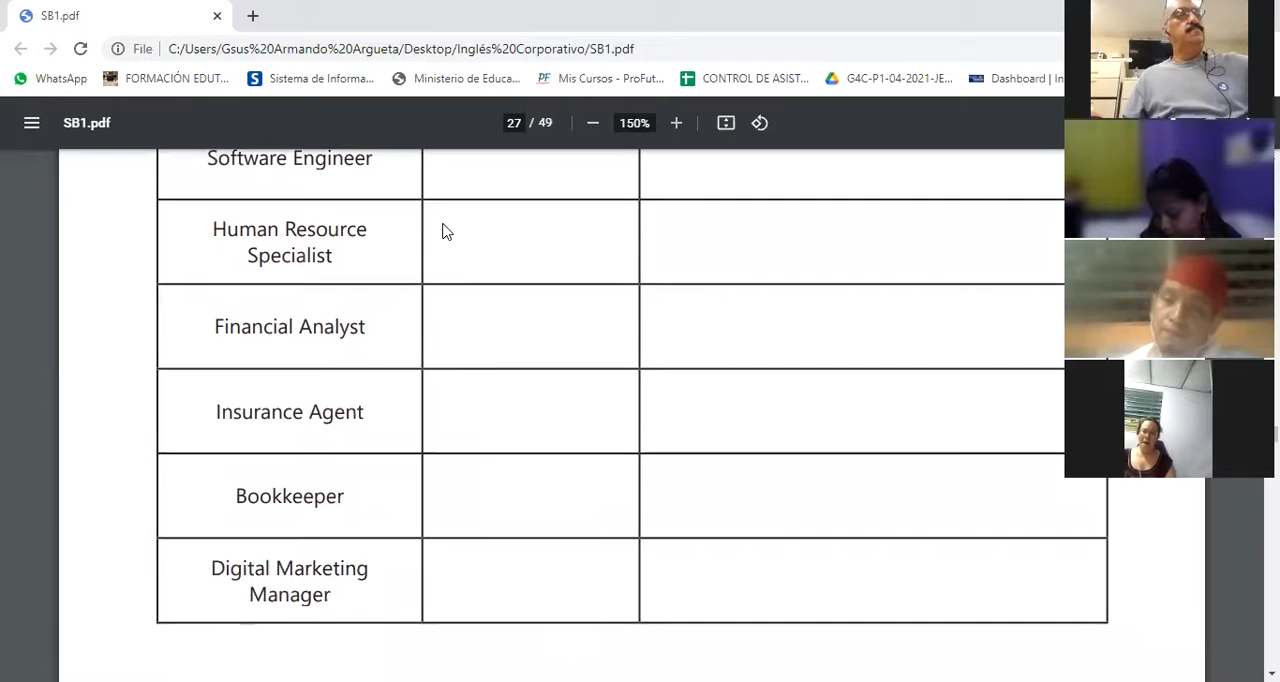 SB1.pdf
File
C:/Users/Gsus%20Armando%20Argueta/Desktop/Inglés%20Corporativo/SB1.pdf
WhatsApp
FORMACIÓN EDUT...
Sistema de Informa...
Ministerio de Educa...
Mis Cursos - ProFut...
CONTROL DE ASIST...
G4C-P1-04-2021-JE...
Dashboard | In
SB1.pdf
27 / 49
150%
Software Engineer
Human Resource
Specialist
Financial Analyst
Insurance Agent
Bookkeeper
Digital Marketing
Manager